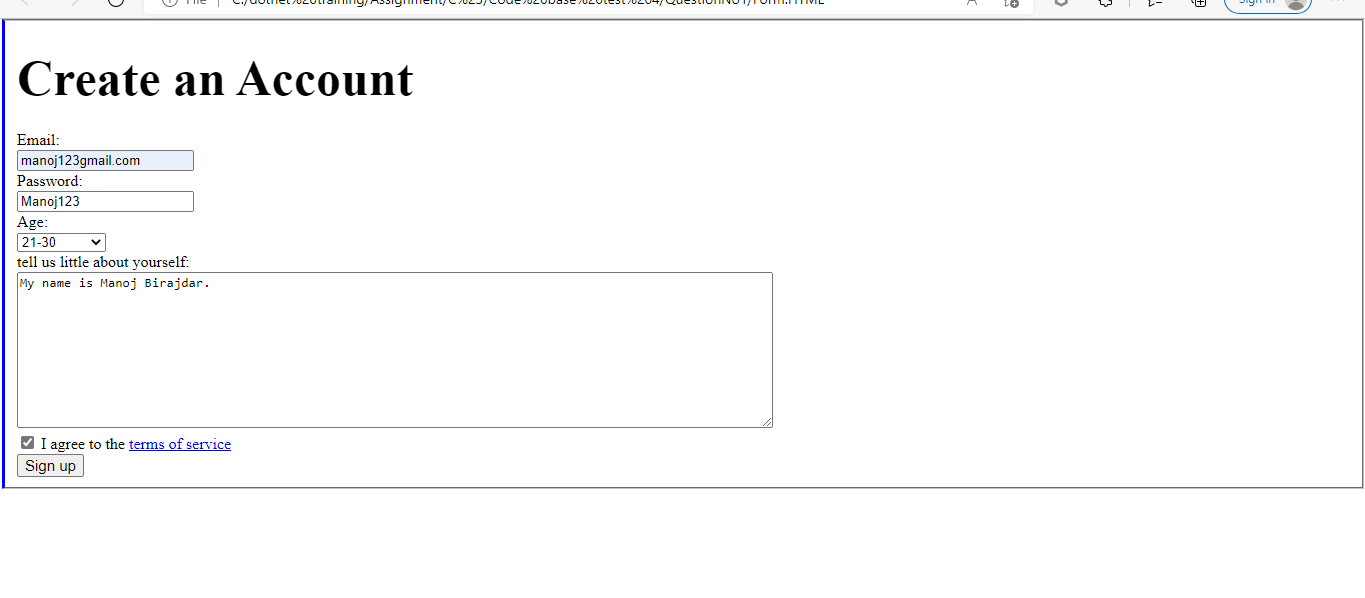 File C:/dotnet%20training/Assignment/C%23/Code%20base%20test%204/QuestionNo1/Form.HTML Sign in
Create an Account
Email:
manoj123gmail.com
Password:
Manoj123
Age:
21-30
tell us little about yourself:
My name is Manoj Birajdar.
I agree to the terms of service
Sign up